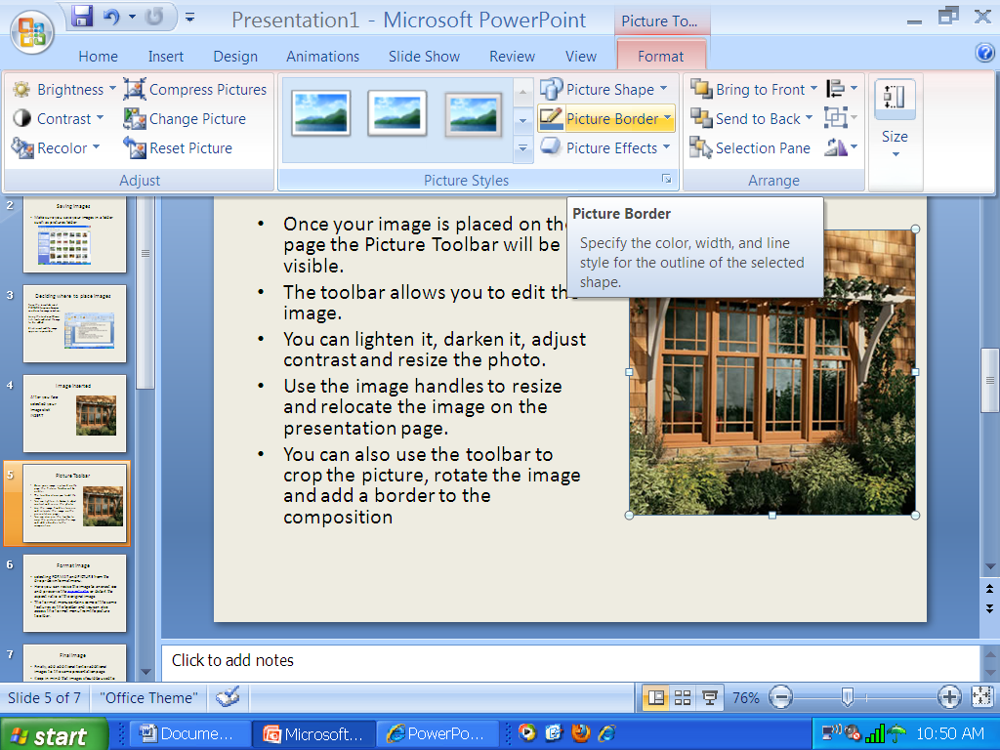 Presentation1 - Microsoft PowerPoint
Picture To...
Home Insert Design Animations Slide Show Review View Format
Brightness
Compress Pictures
Picture Shape
Bring to Front
Contrast
Change Picture
Picture Border
Send to Back
Recolor
Reset Picture
Picture Effects
Selection Pane
Size
Adjust
Picture Styles
Arrange
Picture Border
Specify the color, width, and line
style for the outline of the selected
shape.
2
Saving Images
3
Deciding where to place images
4
Image Inserted
5
Picture Toolbar
6
Format Image
7
Final Image
• Once your image is placed on the
page the Picture Toolbar will be
visible.
• The toolbar allows you to edit the
image.
• You can lighten it, darken it, adjust
contrast and resize the photo.
• Use the image handles to resize
and relocate the image on the
presentation page.
• You can also use the toolbar to
crop the picture, rotate the image
and add a border to the
composition
Click to add notes
Slide 5 of 7
"Office Theme"
76%
start
Docume...
Microsoft...
PowerPo...
10:50 AM